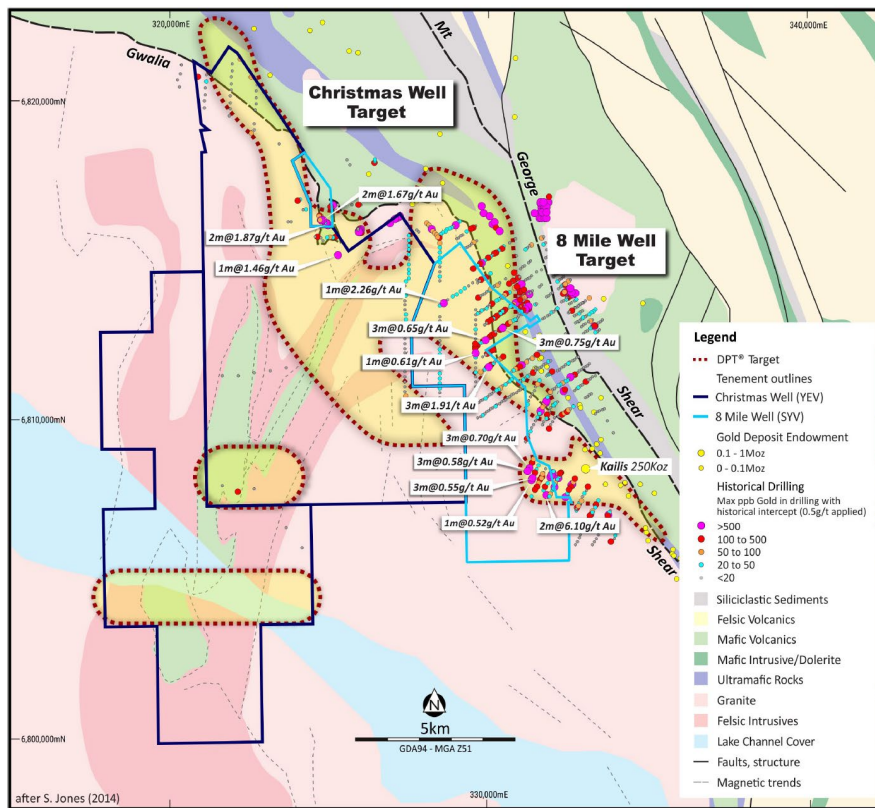 320,000mE
340,000mE
Gwalia
Mt
6,820,000mN
Christmas Well
Target
George
2m@1.67g/t Au
2m@1.87g/t Au
8 Mile Well
Target
1m@1.46g/t Au
1m@2.26g/t Au
3m@0.65g/t Au
3m@0.75g/t Au
1m@0.61g/t Au
3m@1.91g/t Au
Shear
6,810,000mN
3m@0.70g/t Au
3m@0.58g/t Au
Kailis 250Koz
3m@0.55g/t Au
1m@0.52g/t Au
2m@6.10g/t Au
Shear
Legend
DPT® Target
Tenement outlines
Christmas Well (YEV)
8 Mile Well (SYV)
Gold Deposit Endowment
0.1 - 1Moz
0 - 0.1Moz
Historical Drilling
Max ppb Gold in drilling with
historical intercept (0.5g/t applied)
>500
100 to 500
50 to 100
20 to 50
<20
Siliciclastic Sediments
Felsic Volcanics
Mafic Volcanics
Mafic Intrusive/Dolerite
Ultramafic Rocks
Granite
Felsic Intrusives
Lake Channel Cover
Faults, structure
Magnetic trends
N
5km
GDA94 - MGA Z51
6,800,000mN
after S. Jones (2014)
330,000mE